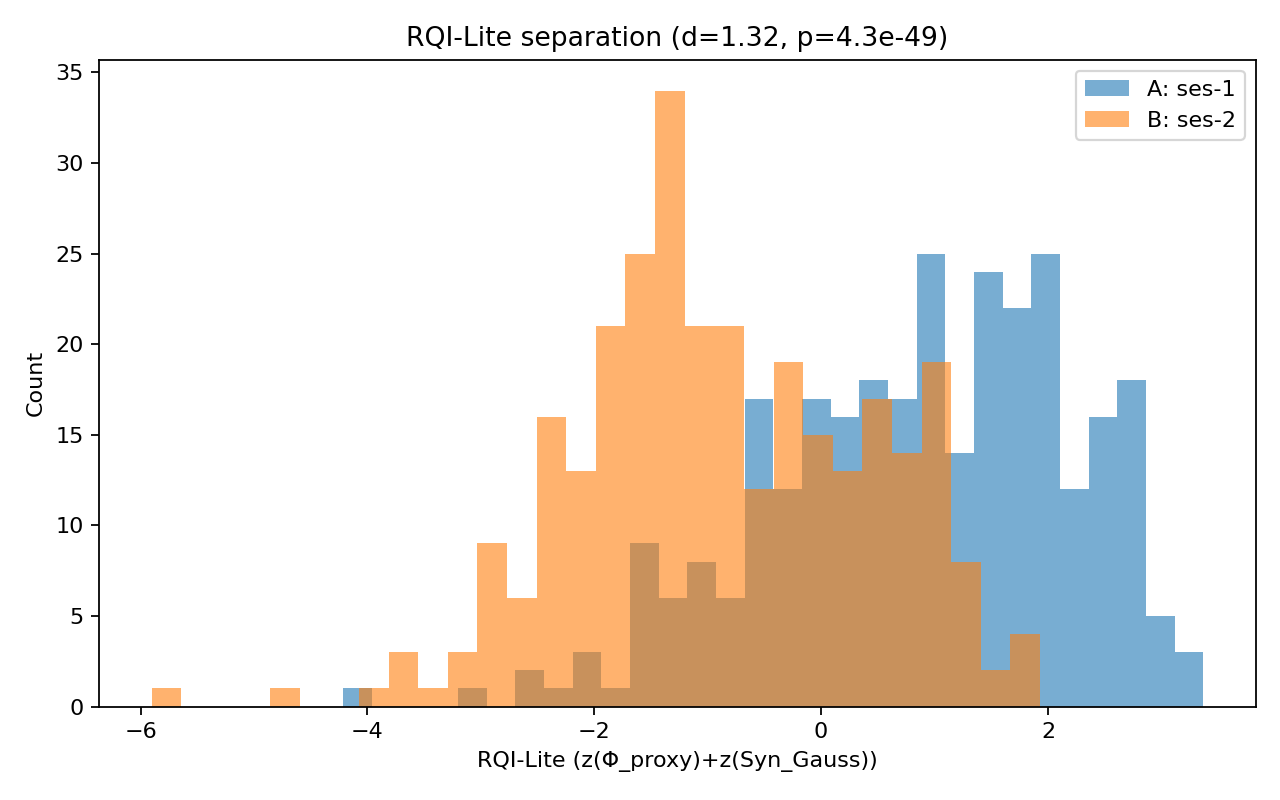 RQI-Lite separation (d=1.32, p=4.3e-49)
A: ses-1
B: ses-2
35
30
25
20
15
10
5
0
Count
−6
−4
−2
0
2
RQI-Lite (z(Φ_proxy)+z(Syn_Gauss))